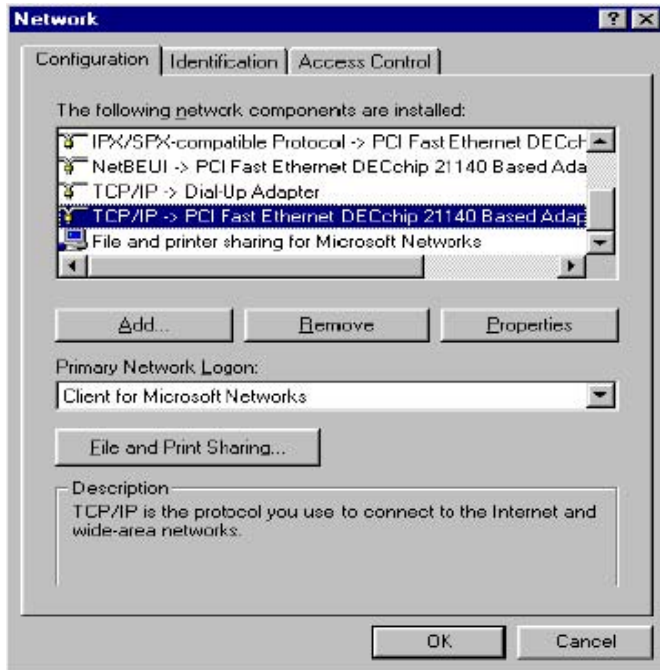 Network
Configuration Identification Access Control
The following network components are installed:
IPX/SPX-compatible Protocol -> PCI Fast Ethernet DECch
NetBEUI -> PCI Fast Ethernet DECchip 21140 Based Ada
TCP/IP -> Dial-Up Adapter
TCP/IP -> PCI Fast Ethernet DECchip 21140 Based Adap
File and printer sharing for Microsoft Networks
Add... Remove Properties
Primary Network Logon:
Client for Microsoft Networks
File and Print Sharing...
Description
TCP/IP is the protocol you use to connect to the Internet and
wide-area networks.
OK Cancel